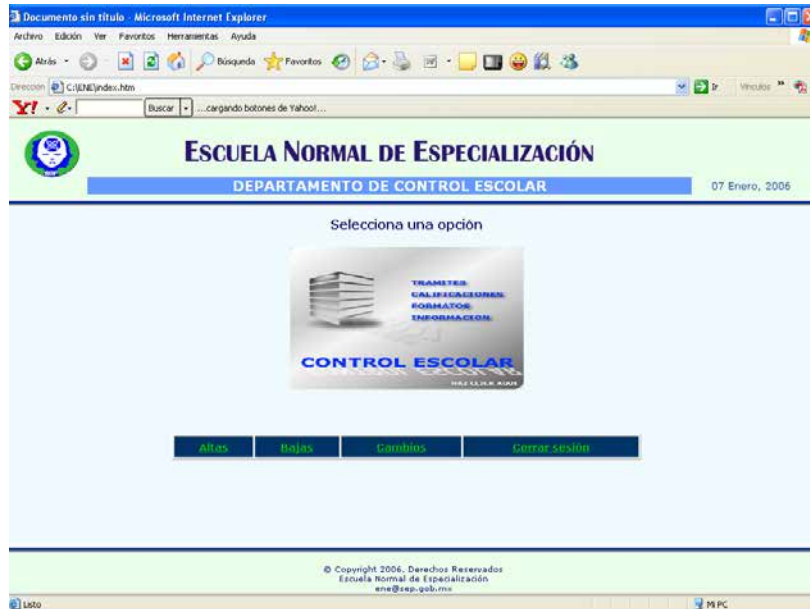 Documento sin título - Microsoft Internet Explorer
Archivo Edición Ver Favoritos Herramientas Ayuda
Atrás Búsqueda Favoritos
Dirección C:\ENE\index.htm Ir Vínculos »
Y! Buscar ...cargando botones de Yahoo!...
ESCUELA NORMAL DE ESPECIALIZACIÓN
DEPARTAMENTO DE CONTROL ESCOLAR 07 Enero, 2006
Selecciona una opción
TRAMITES
CALIFICACIONES
FORMATOS
INFORMACION
CONTROL ESCOLAR
HAZ CLICK AQUI
Altas Bajas Cambios Cerrar sesión
© Copyright 2006. Derechos Reservados
Escuela Normal de Especialización
ene@sep.gob.mx
Listo Mi PC